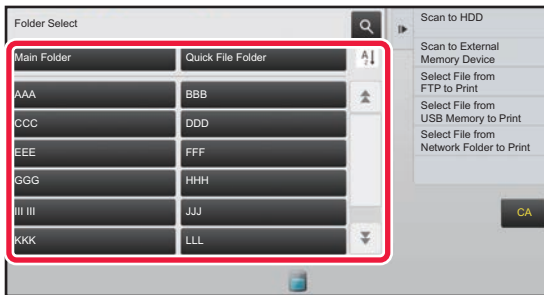 Folder Select
Main Folder
Quick File Folder
AAA
BBB
CCC
DDD
EEE
FFF
GGG
HHH
III III
JJJ
KKK
LLL
Scan to HDD
Scan to External
Memory Device
Select File from
FTP to Print
Select File from
USB Memory to Print
Select File from
Network Folder to Print
CA